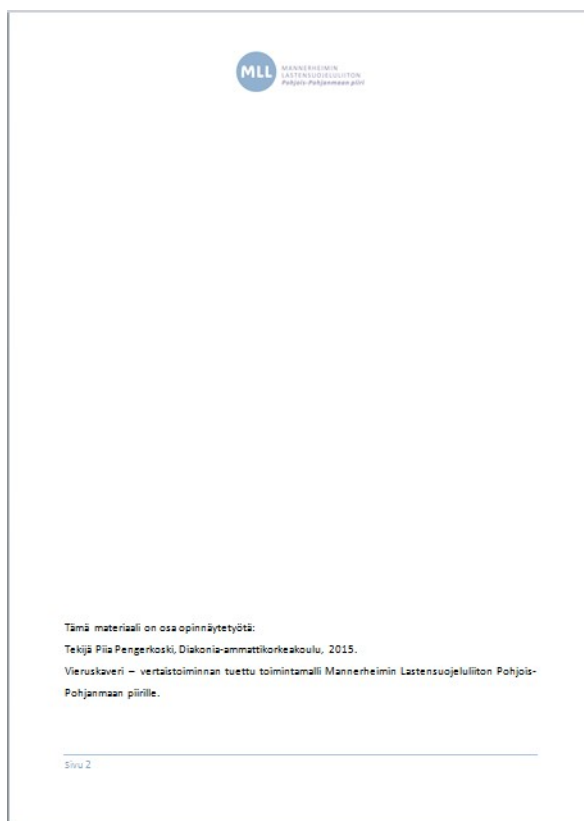 MLL MANNERHEIMIN
LASTENSUOJELULIITON
Pohjois-Pohjanmaan piiri
Tämä materiaali on osa opinnäytetyötä:
Tekijä Piia Pengerkoski, Diakonia-ammattikorkeakoulu, 2015.
Vieruskaveri – vertaistoiminnan tuettu toimintamalli Mannerheimin Lastensuojeluliiton Pohjois-
Pohjanmaan piirille.
Sivu 2